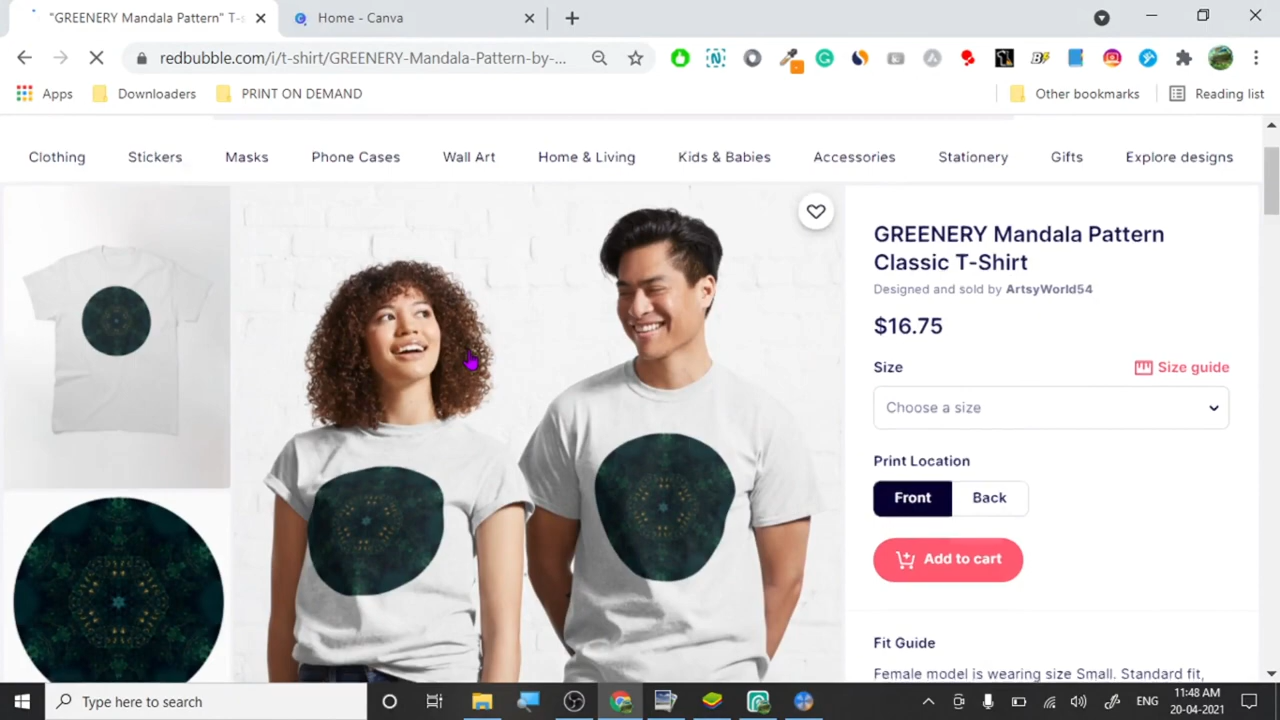 "GREENERY Mandala Pattern" T-s
Home - Canva
redbubble.com/i/t-shirt/GREENERY-Mandala-Pattern-by-...
Apps
Downloaders
PRINT ON DEMAND
Other bookmarks
Reading list
Clothing
Stickers
Masks
Phone Cases
Wall Art
Home & Living
Kids & Babies
Accessories
Stationery
Gifts
Explore designs
GREENERY Mandala Pattern
Classic T-Shirt
Designed and sold by ArtsyWorld54
$16.75
Size
Size guide
Choose a size
Print Location
Front
Back
Add to cart
Fit Guide
Female model is wearing size Small. Standard fit,
Type here to search
ENG
11:48 AM
20-04-2021